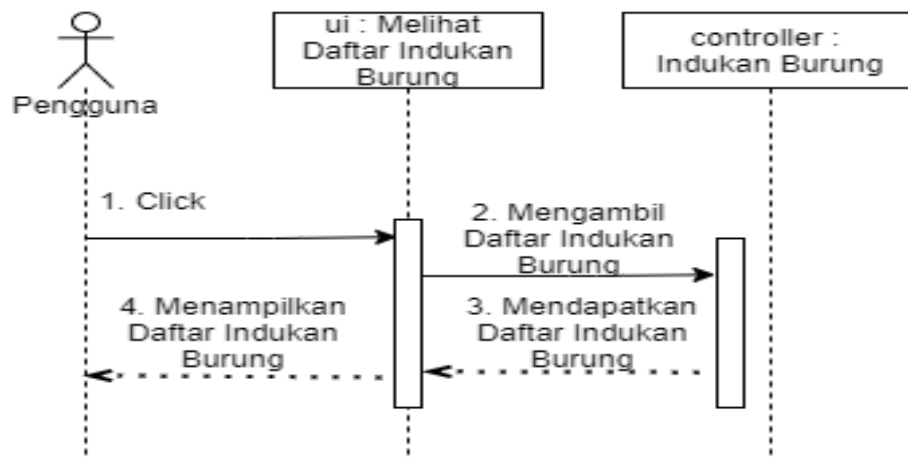 ui : Melihat
Daftar Indukan
Burung
controller :
Indukan Burung
Pengguna
1. Click
2. Mengambil
Daftar Indukan
Burung
4. Menampilkan
Daftar Indukan
Burung
3. Mendapatkan
Daftar Indukan
Burung